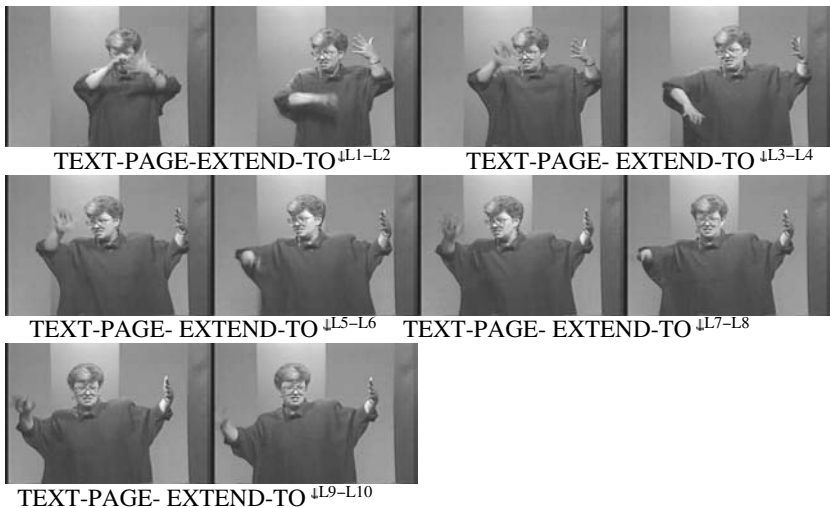 TEXT-PAGE-EXTEND-TO ↓L1–L2 TEXT-PAGE- EXTEND-TO ↓L3–L4
TEXT-PAGE- EXTEND-TO ↓L5–L6 TEXT-PAGE- EXTEND-TO ↓L7–L8
TEXT-PAGE- EXTEND-TO ↓L9–L10